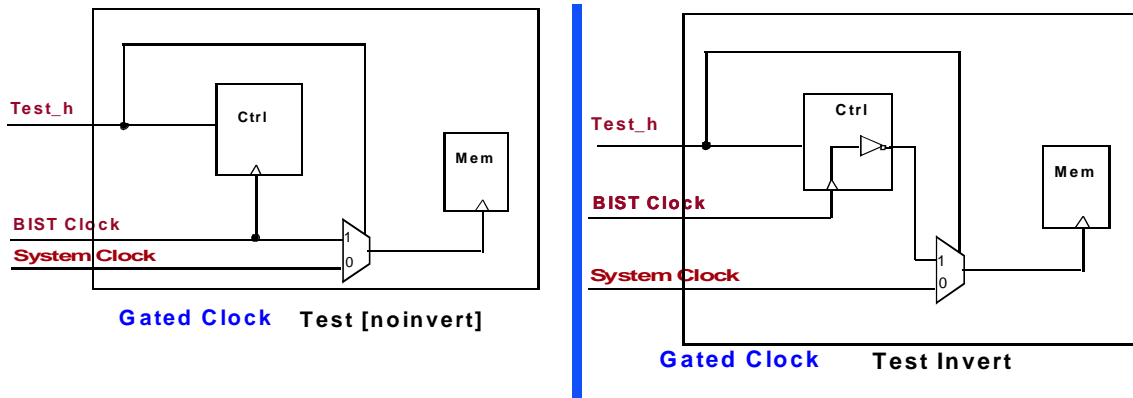 Test_h
Ctrl
Mem
BIST Clock
1
System Clock
0
Gated Clock Test [noinvert]
Ctrl
Test_h
Mem
BIST Clock
1
System Clock
0
Gated Clock Test Invert